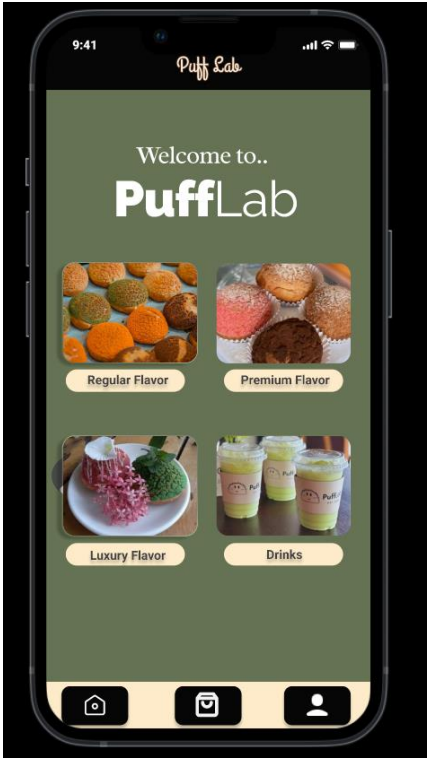 9:41
Puff Lab
Welcome to..
PuffLab
Regular Flavor
Premium Flavor
Luxury Flavor
Drinks